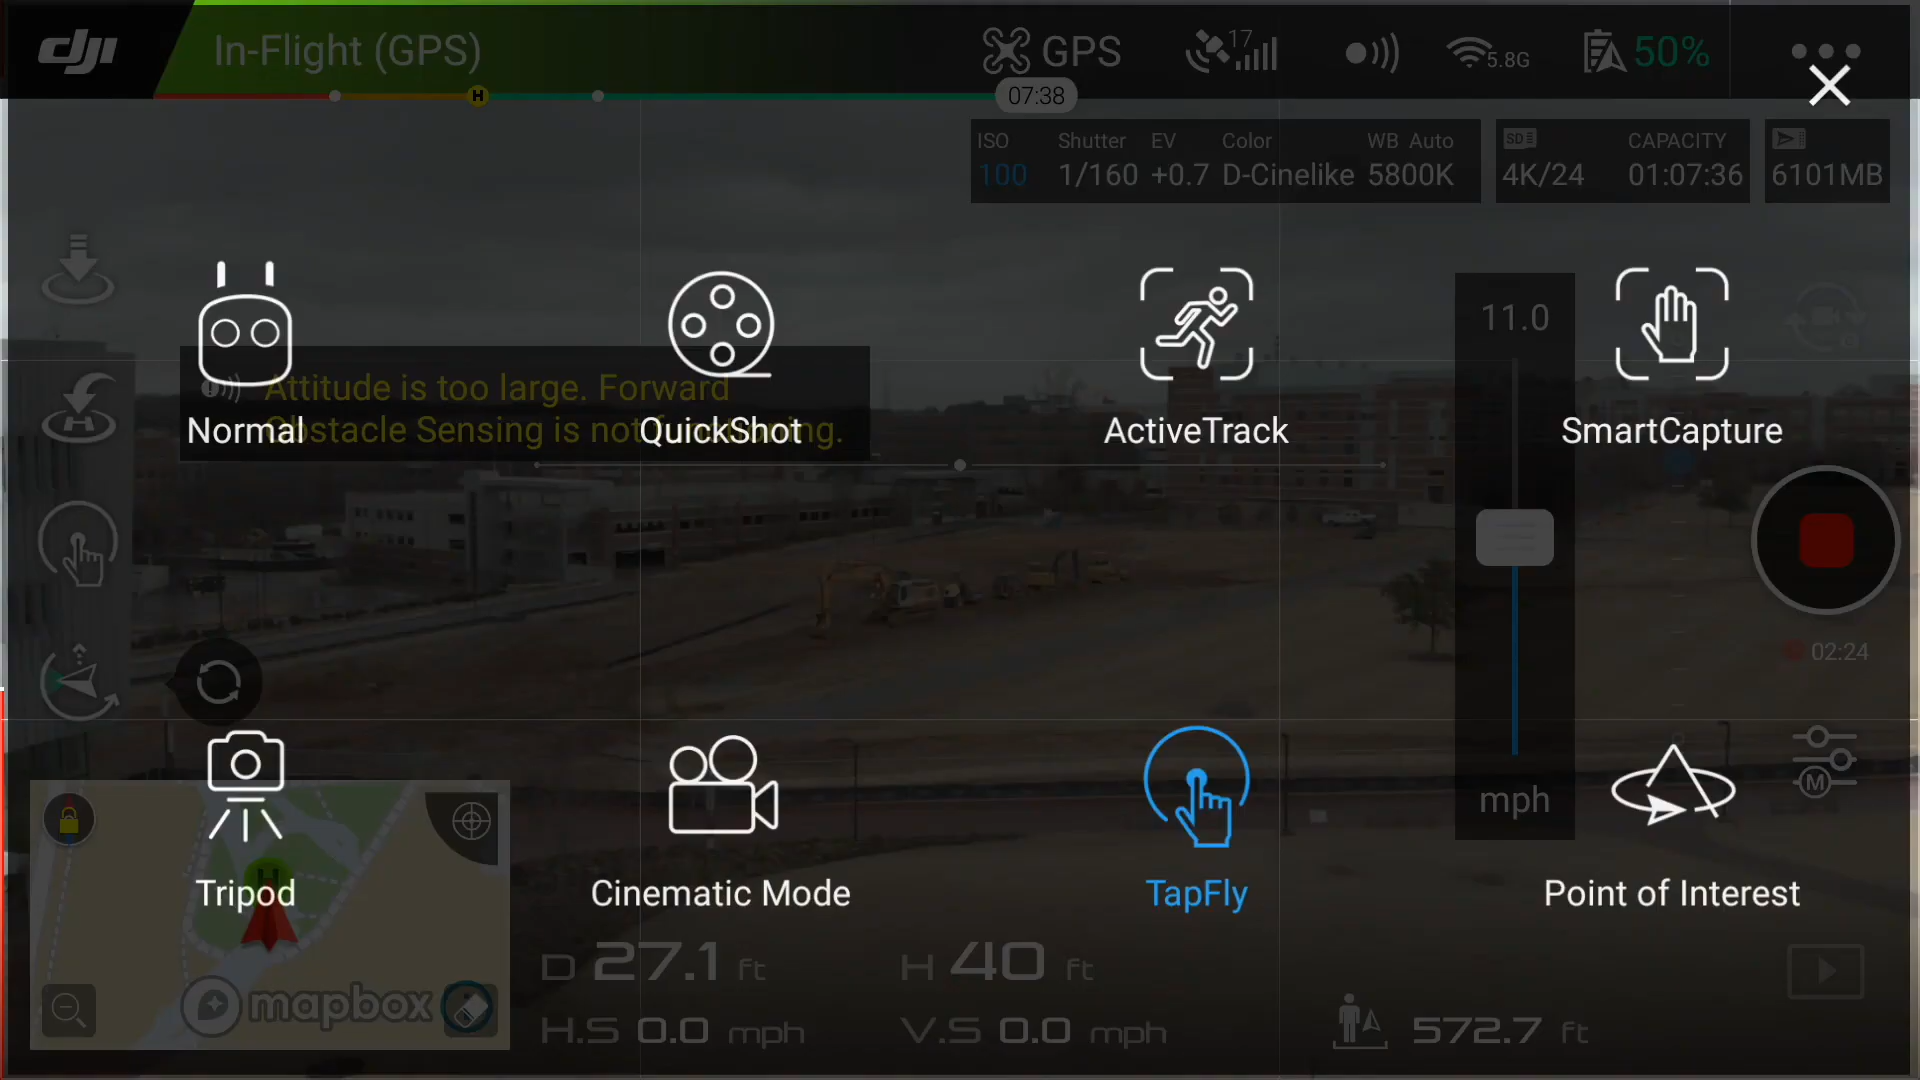 dji In-Flight (GPS) GPS 17 5.8G 50%
H 07:38
ISO Shutter EV Color WB Auto SD CAPACITY
100 1/160 +0.7 D-Cinelike 5800K 4K/24 01:07:36 6101MB
11.0
Attitude is too large. Forward
Obstacle Sensing is not functioning.
Normal QuickShot ActiveTrack SmartCapture
H
02:24
M
mph
H
Tripod Cinematic Mode TapFly Point of Interest
D 27.1 ft H 40 ft
mapbox
H.S 0.0 mph V.S 0.0 mph 572.7 ft